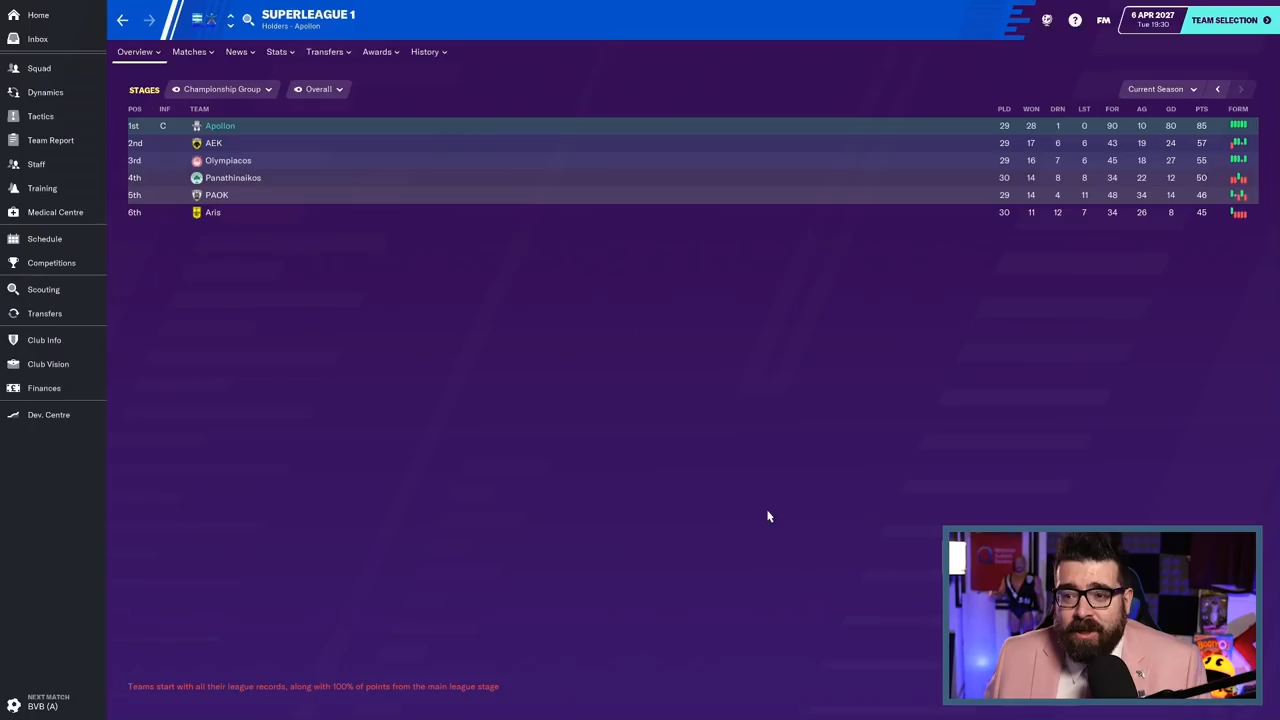 Home
Inbox
Squad
Dynamics
Tactics
Team Report
Staff
Training
Medical Centre
Schedule
Competitions
Scouting
Transfers
Club Info
Club Vision
Finances
Dev. Centre
NEXT MATCH
BVB (A)
SUPERLEAGUE 1
Holders - Apollon
FM
6 APR 2027
Tue 19:30
TEAM SELECTION
Overview Matches News Stats Transfers Awards History
STAGES Championship Group Overall Current Season
POS INF TEAM PLD WON DRN LST FOR AG GD PTS FORM
1st C Apollon 29 28 1 0 90 10 80 85
2nd AEK 29 17 6 6 43 19 24 57
3rd Olympiacos 29 16 7 6 45 18 27 55
4th Panathinaikos 30 14 8 8 34 22 12 50
5th PAOK 29 14 4 11 48 34 14 46
6th Aris 30 11 12 7 34 26 8 45
Teams start with all their league records, along with 100% of points from the main league stage